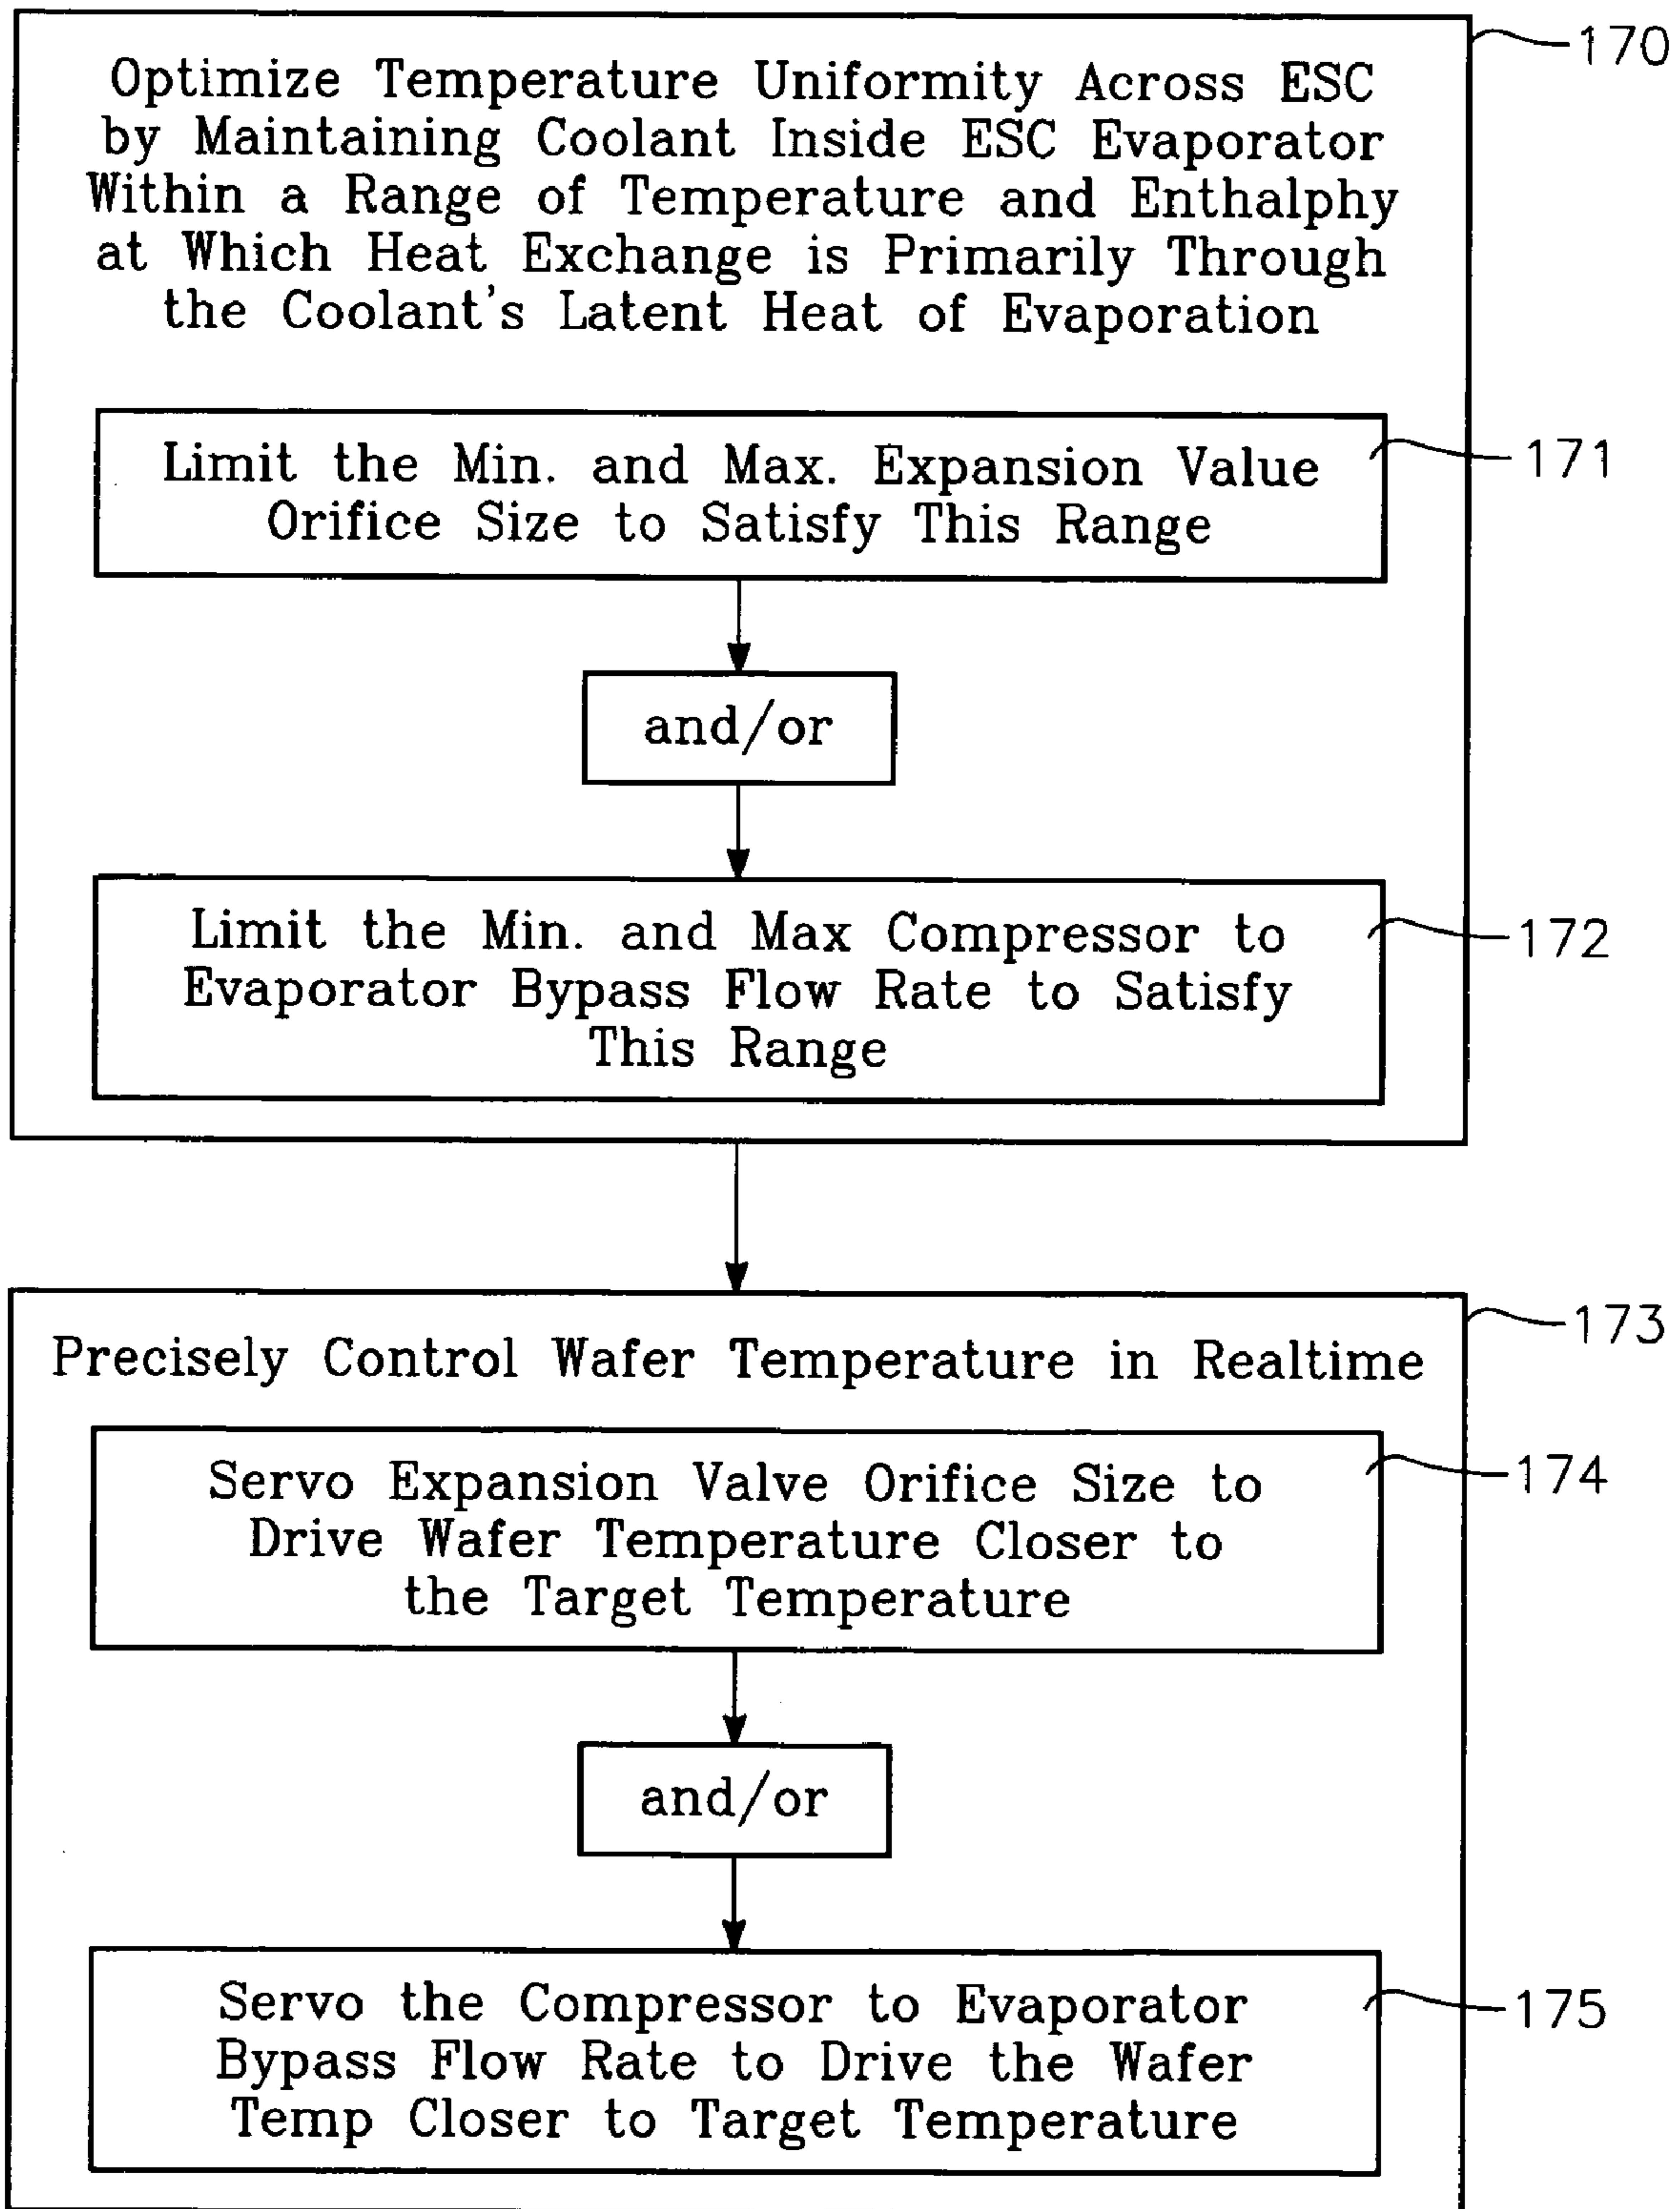 170
Optimize Temperature Uniformity Across ESC
by Maintaining Coolant Inside ESC Evaporator
Within a Range of Temperature and Enthalphy
at Which Heat Exchange is Primarily Through
the Coolant's Latent Heat of Evaporation
Limit the Min. and Max. Expansion Value
Orifice Size to Satisfy This Range
171
and/or
Limit the Min. and Max Compressor to
Evaporator Bypass Flow Rate to Satisfy
This Range
172
173
Precisely Control Wafer Temperature in Realtime
Servo Expansion Valve Orifice Size to
Drive Wafer Temperature Closer to
the Target Temperature
174
and/or
Servo the Compressor to Evaporator
Bypass Flow Rate to Drive the Wafer
Temp Closer to Target Temperature
175